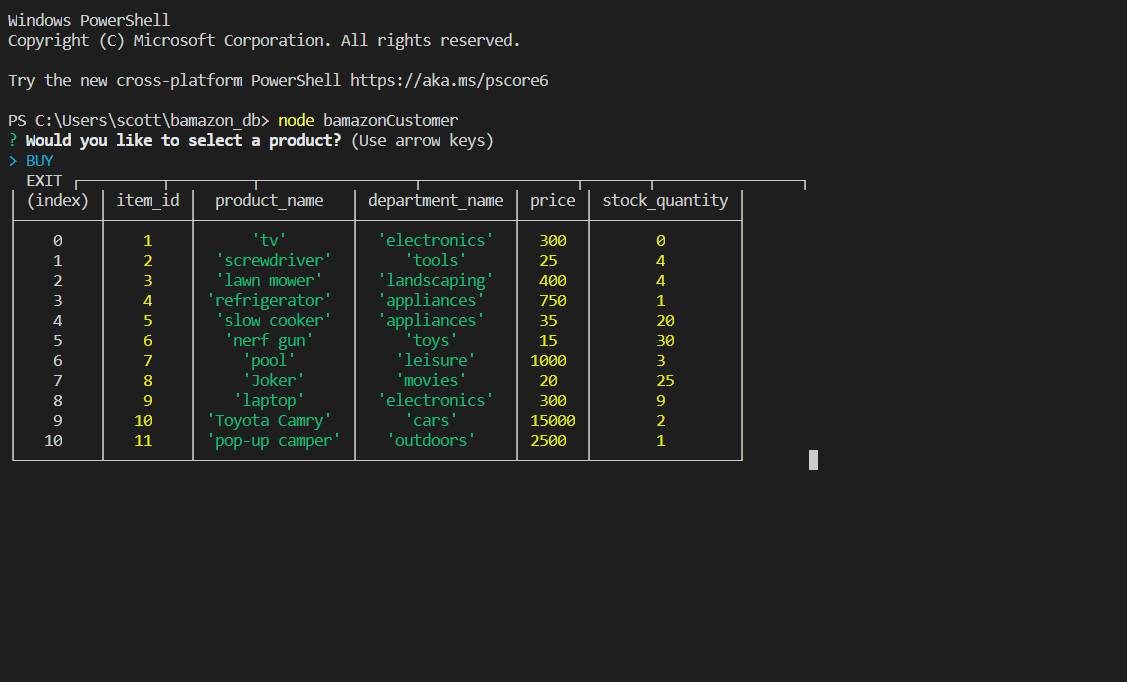 Windows PowerShell
Copyright (C) Microsoft Corporation. All rights reserved.
Try the new cross-platform PowerShell https://aka.ms/pscore6
PS C:\Users\scott\bamazon_db> node bamazonCustomer
? Would you like to select a product? (Use arrow keys)
> BUY
EXIT
(index) item_id product_name department_name price stock_quantity
0 1 'tv' 'electronics' 300 0
1 2 'screwdriver' 'tools' 25 4
2 3 'lawn mower' 'landscaping' 400 4
3 4 'refrigerator' 'appliances' 750 1
4 5 'slow cooker' 'appliances' 35 20
5 6 'nerf gun' 'toys' 15 30
6 7 'pool' 'leisure' 1000 3
7 8 'Joker' 'movies' 20 25
8 9 'laptop' 'electronics' 300 9
9 10 'Toyota Camry' 'cars' 15000 2
10 11 'pop-up camper' 'outdoors' 2500 1